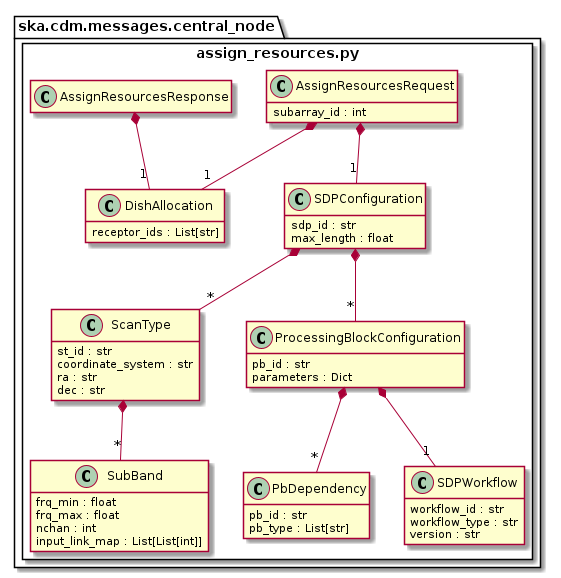 ska.cdm.messages.central_node
assign_resources.py
C AssignResourcesResponse
C AssignResourcesRequest
subarray_id : int
1
1
C DishAllocation
receptor_ids : List[str]
C SDPConfiguration
sdp_id : str
max_length : float
*
*
C ScanType
st_id : str
coordinate_system : str
ra : str
dec : str
C ProcessingBlockConfiguration
pb_id : str
parameters : Dict
*
*
1
C SubBand
frq_min : float
frq_max : float
nchan : int
input_link_map : List[List[int]]
C PbDependency
pb_id : str
pb_type : List[str]
C SDPWorkflow
workflow_id : str
workflow_type : str
version : str
1